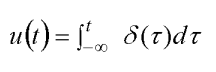 u(t) = ∫_{-∞}^{t} δ(τ)dτ